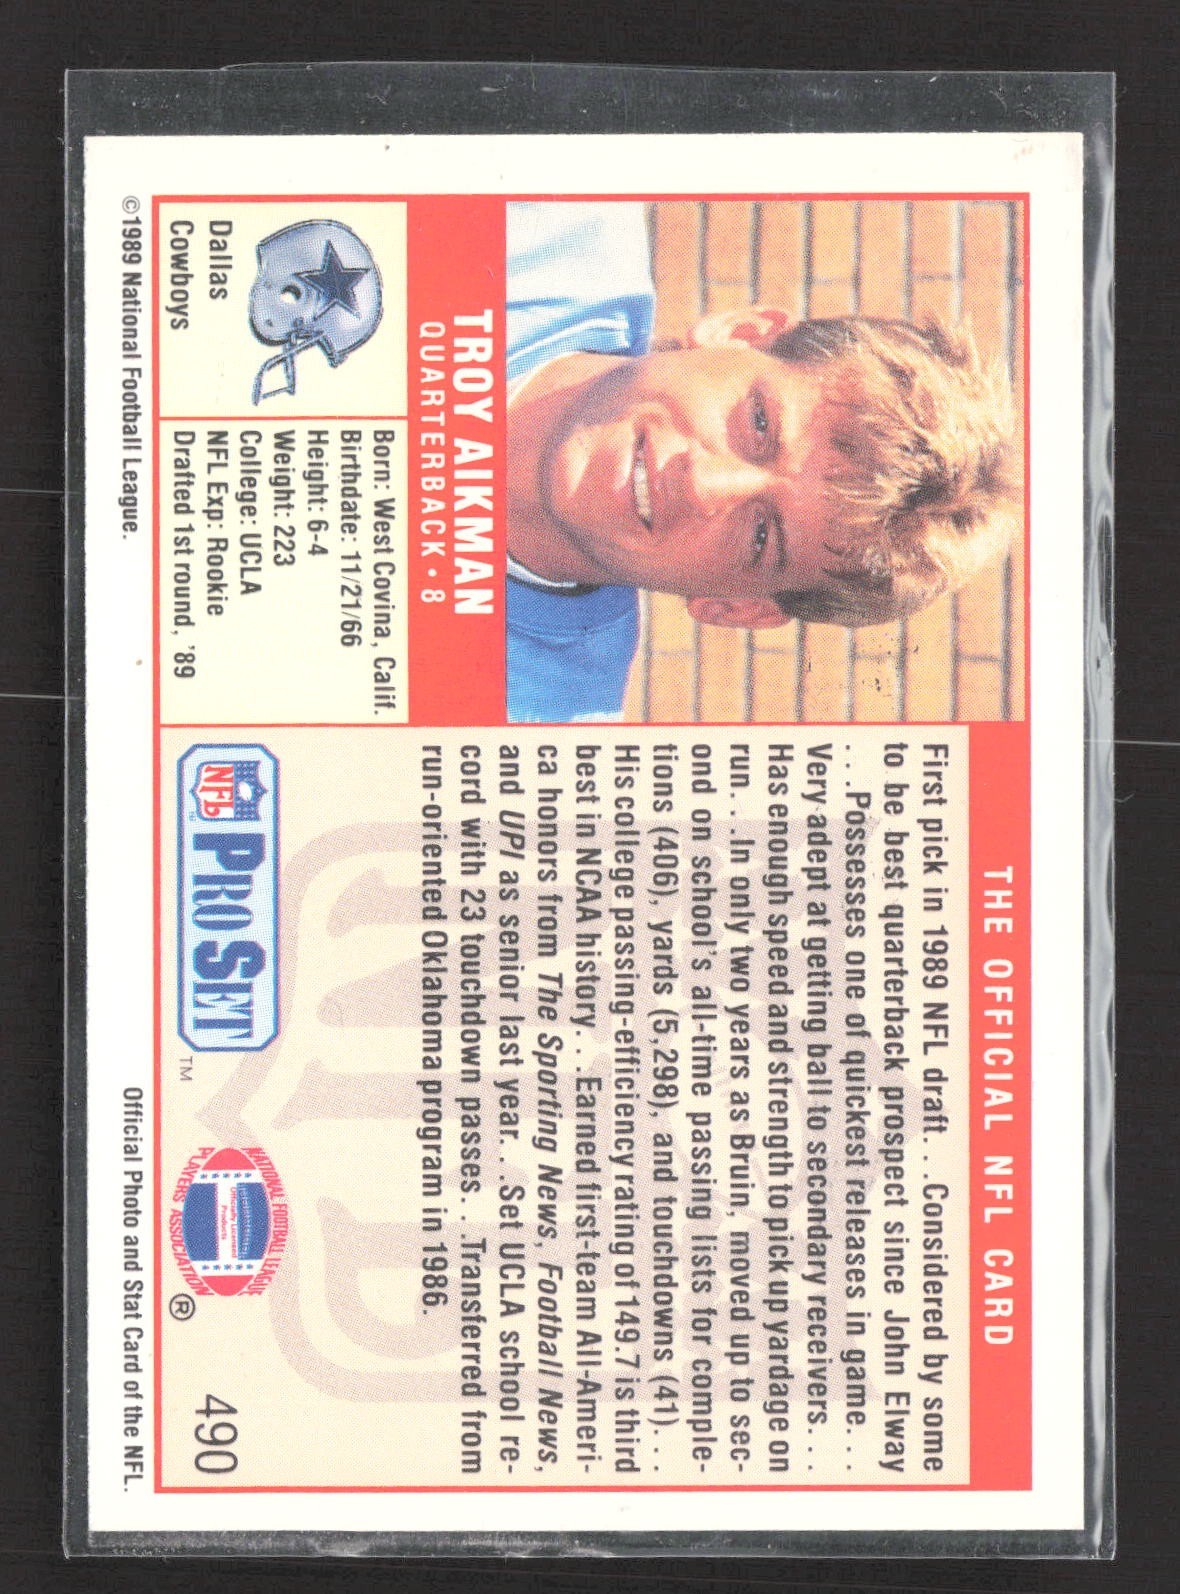 THE OFFICIAL NFL CARD
TROY AIKMAN
QUARTERBACK • 8
Dallas
Cowboys
Born: West Covina, Calif.
Birthdate: 11/21/66
Height: 6-4
Weight: 223
College: UCLA
NFL Exp: Rookie
Drafted 1st round, '89
First pick in 1989 NFL draft. . .Considered by some
to be best quarterback prospect since John Elway
. . .Possesses one of quickest releases in game. . .
Very adept at getting ball to secondary receivers. . .
Has enough speed and strength to pick up yardage on
run. . .In only two years as Bruin, moved up to sec-
ond on school's all-time passing lists for comple-
tions (406), yards (5,298), and touchdowns (41). . .
His college passing-efficiency rating of 149.7 is third
best in NCAA history. . .Earned first-team All-Ameri-
ca honors from The Sporting News, Football News,
and UPI as senior last year. . .Set UCLA school re-
cord with 23 touchdown passes. . .Transferred from
run-oriented Oklahoma program in 1986.
NFL PRO SET TM
NATIONAL FOOTBALL LEAGUE
Officially Licensed
Products
PLAYERS ASSOCIATION
®
490
©1989 National Football League.
Official Photo and Stat Card of the NFL.